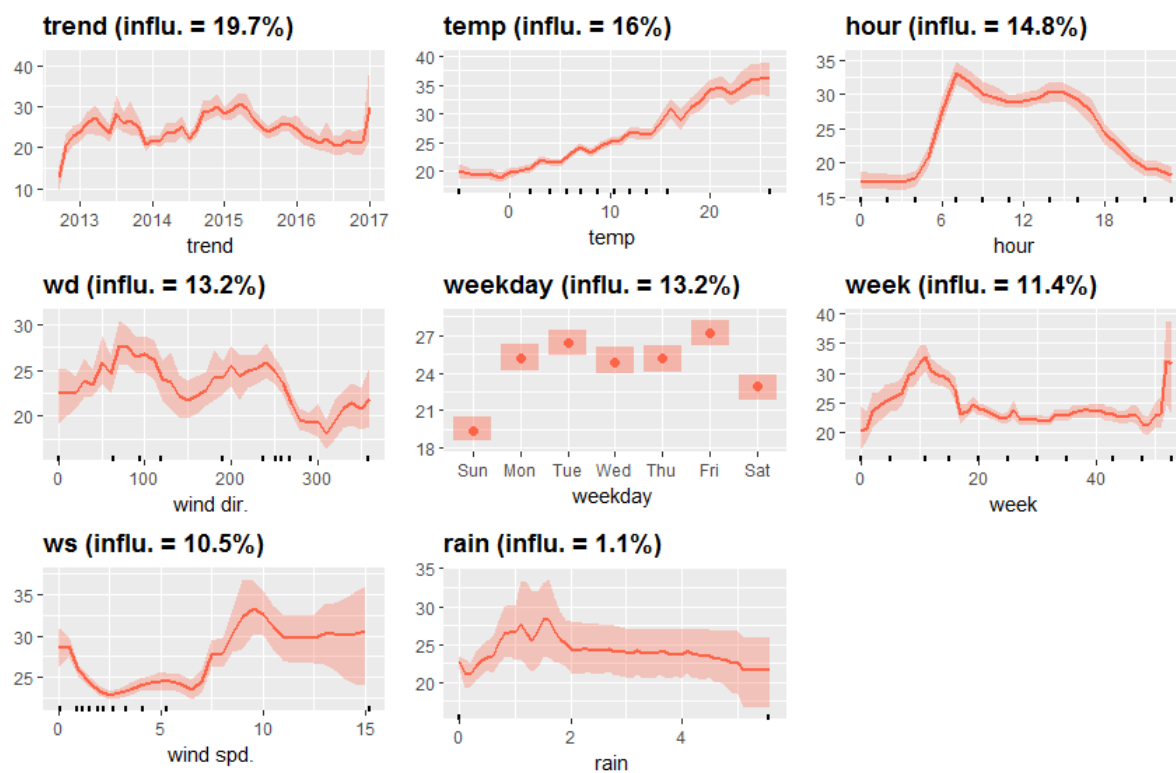 trend (influ. = 19.7%)
40
30
20
10
2013 2014 2015 2016 2017
trend
temp (influ. = 16%)
40
35
30
25
20
0 20
temp
hour (influ. = 14.8%)
35
30
25
20
15
0 6 12 18
hour
wd (influ. = 13.2%)
30
25
20
0 100 200 300
wind dir.
weekday (influ. = 13.2%)
27
24
21
18
Sun Mon Tue Wed Thu Fri Sat
weekday
week (influ. = 11.4%)
40
35
30
25
20
0 20 40
week
ws (influ. = 10.5%)
35
30
25
0 5 10 15
wind spd.
rain (influ. = 1.1%)
35
30
25
20
0 2 4
rain